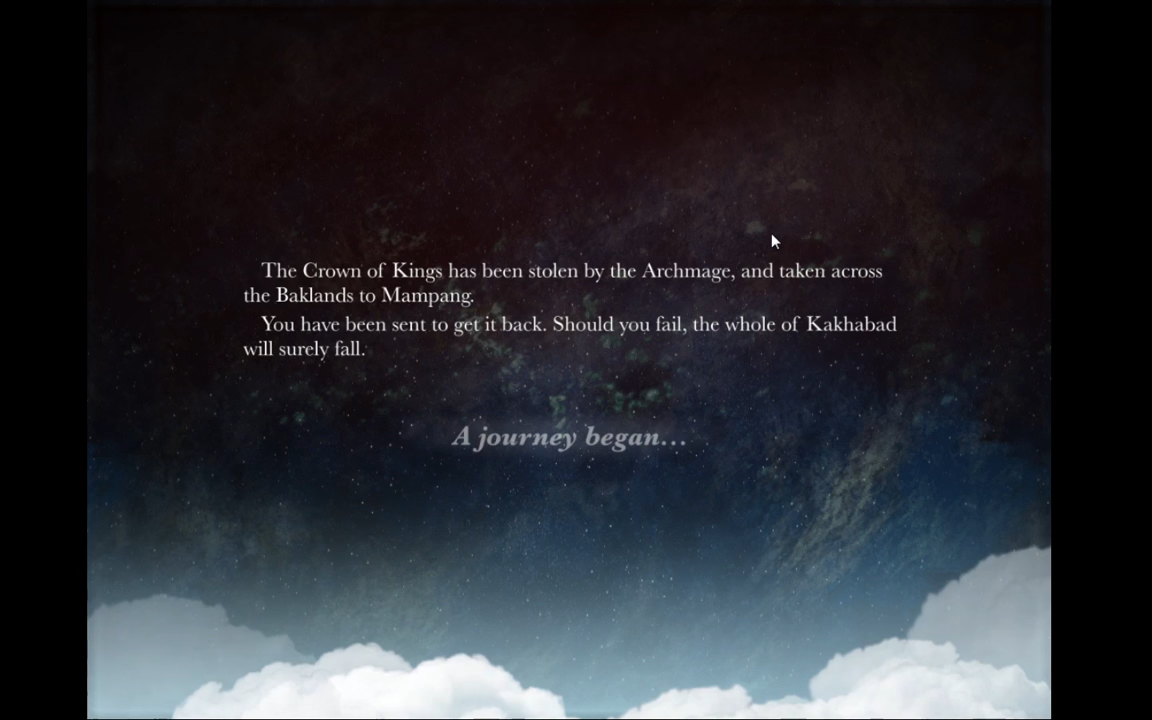 The Crown of Kings has been stolen by the Archmage, and taken across
the Baklands to Mampang.
You have been sent to get it back. Should you fail, the whole of Kakhabad
will surely fall.
A journey began...